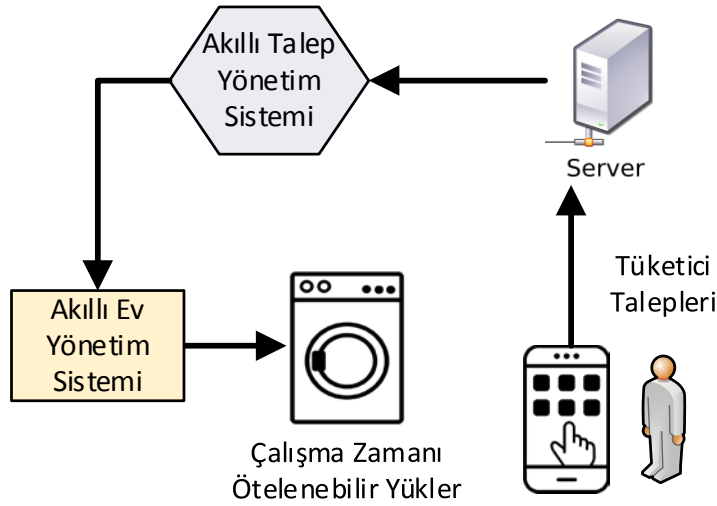 Akıllı Talep
Yönetim
Sistemi
Server
Tüketici
Talepleri
Akıllı Ev
Yönetim
Sistemi
Çalışma Zamanı
Ötelenebilir Yükler